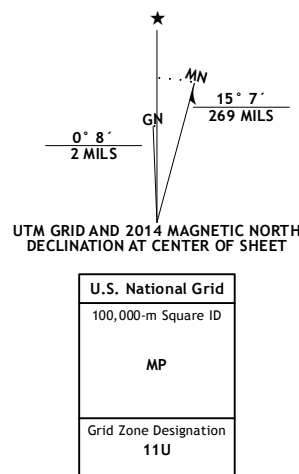 MN
GN
15° 7´
269 MILS
0° 8´
2 MILS
UTM GRID AND 2014 MAGNETIC NORTH
DECLINATION AT CENTER OF SHEET
U.S. National Grid
100,000-m Square ID
MP
Grid Zone Designation
11U